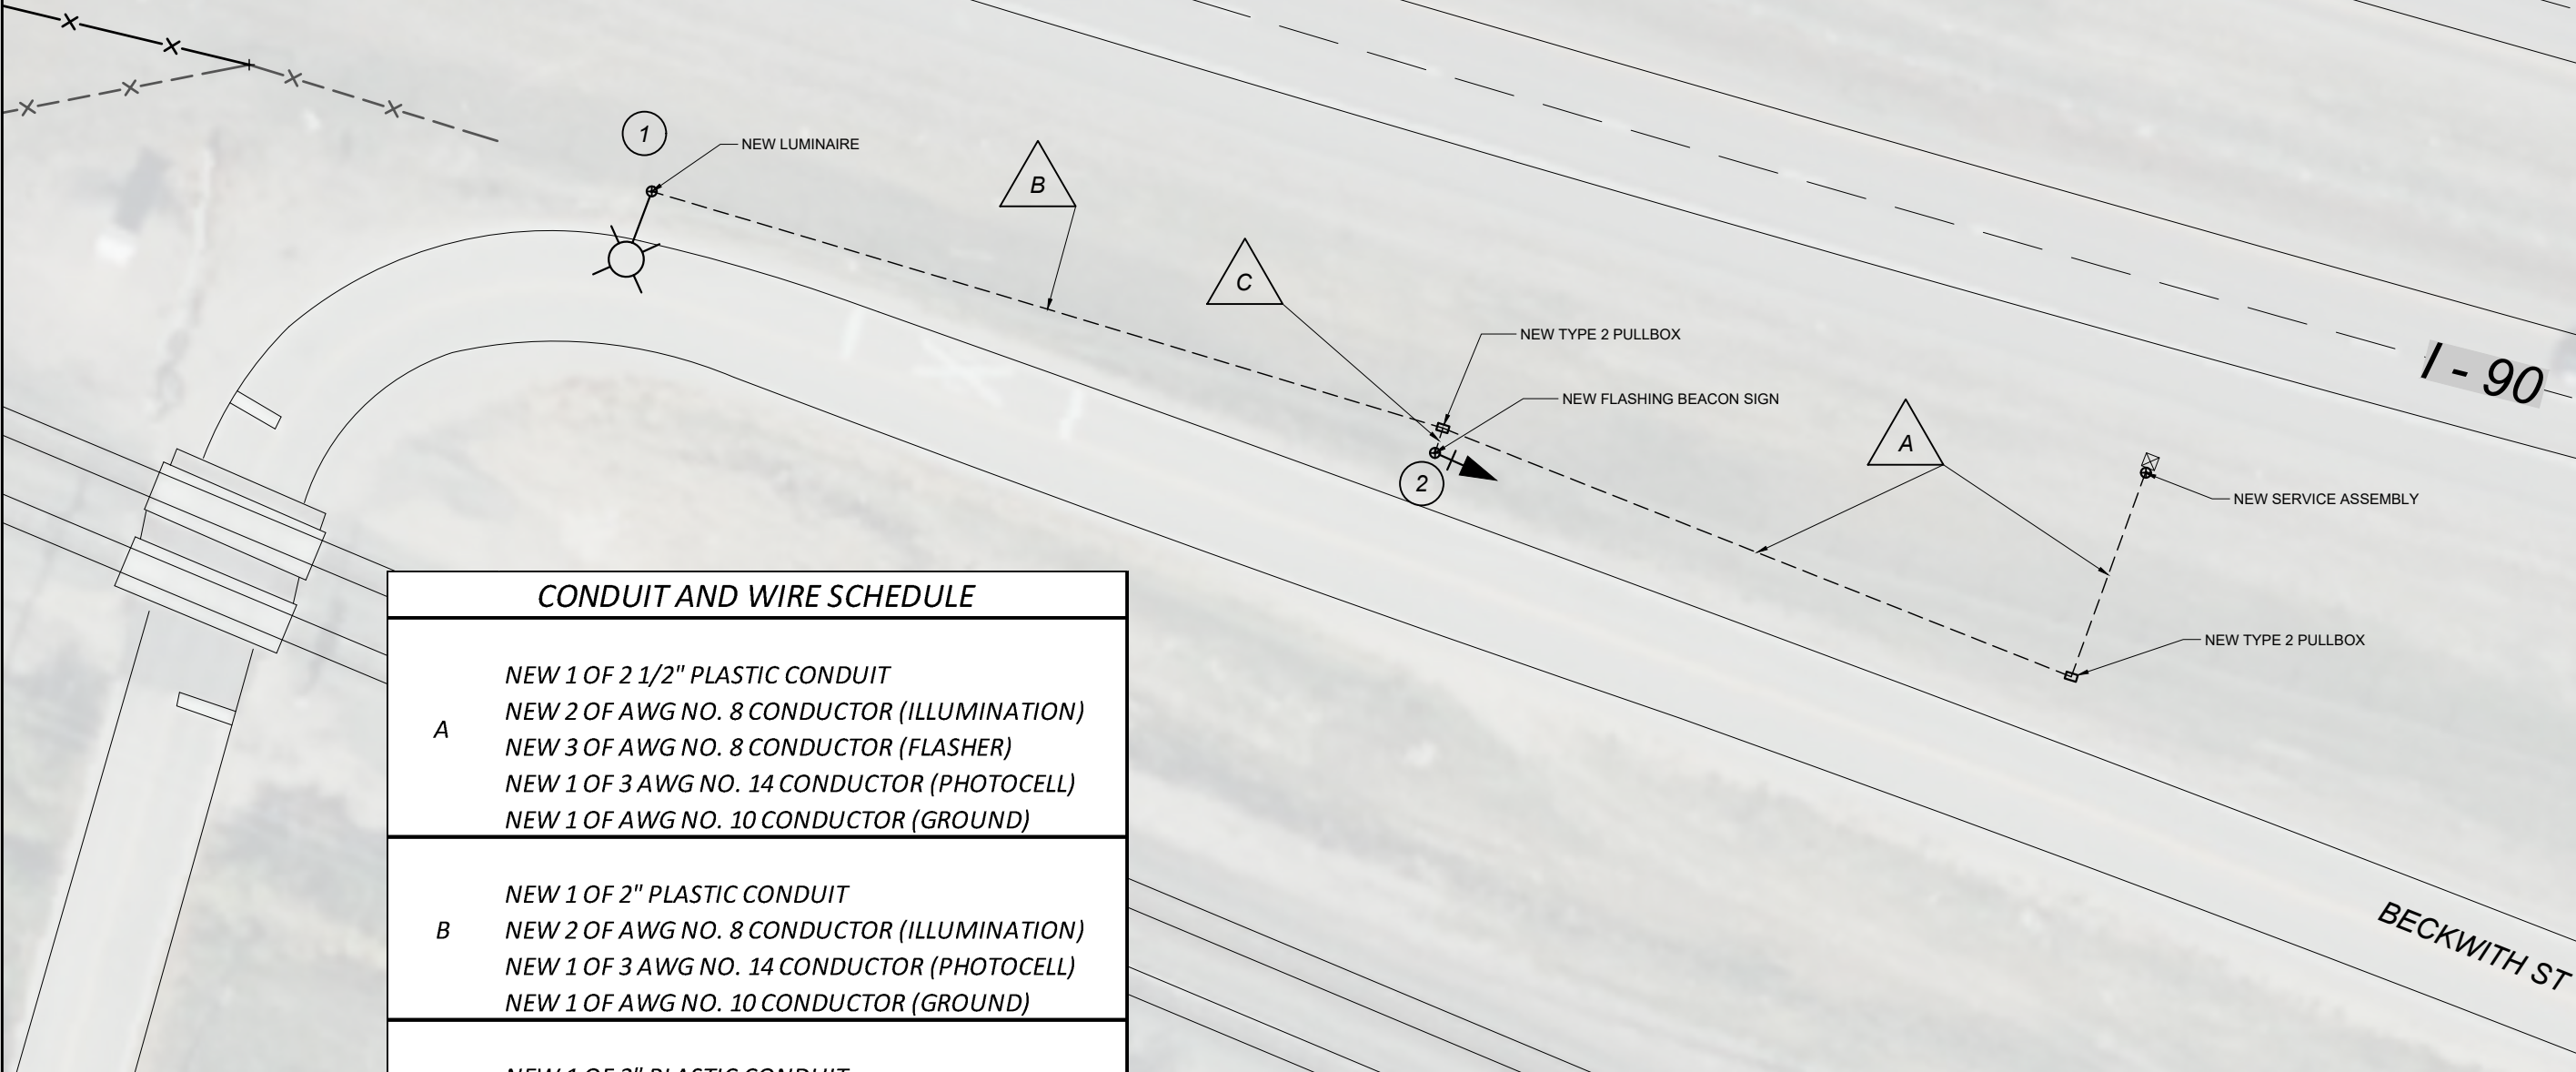 1
NEW LUMINAIRE
B
C
NEW TYPE 2 PULLBOX
NEW FLASHING BEACON SIGN
2
A
I - 90
NEW SERVICE ASSEMBLY
NEW TYPE 2 PULLBOX
BECKWITH ST
CONDUIT AND WIRE SCHEDULE
A
NEW 1 OF 2 1/2" PLASTIC CONDUIT
NEW 2 OF AWG NO. 8 CONDUCTOR (ILLUMINATION)
NEW 3 OF AWG NO. 8 CONDUCTOR (FLASHER)
NEW 1 OF 3 AWG NO. 14 CONDUCTOR (PHOTOCELL)
NEW 1 OF AWG NO. 10 CONDUCTOR (GROUND)
B
NEW 1 OF 2" PLASTIC CONDUIT
NEW 2 OF AWG NO. 8 CONDUCTOR (ILLUMINATION)
NEW 1 OF 3 AWG NO. 14 CONDUCTOR (PHOTOCELL)
NEW 1 OF AWG NO. 10 CONDUCTOR (GROUND)